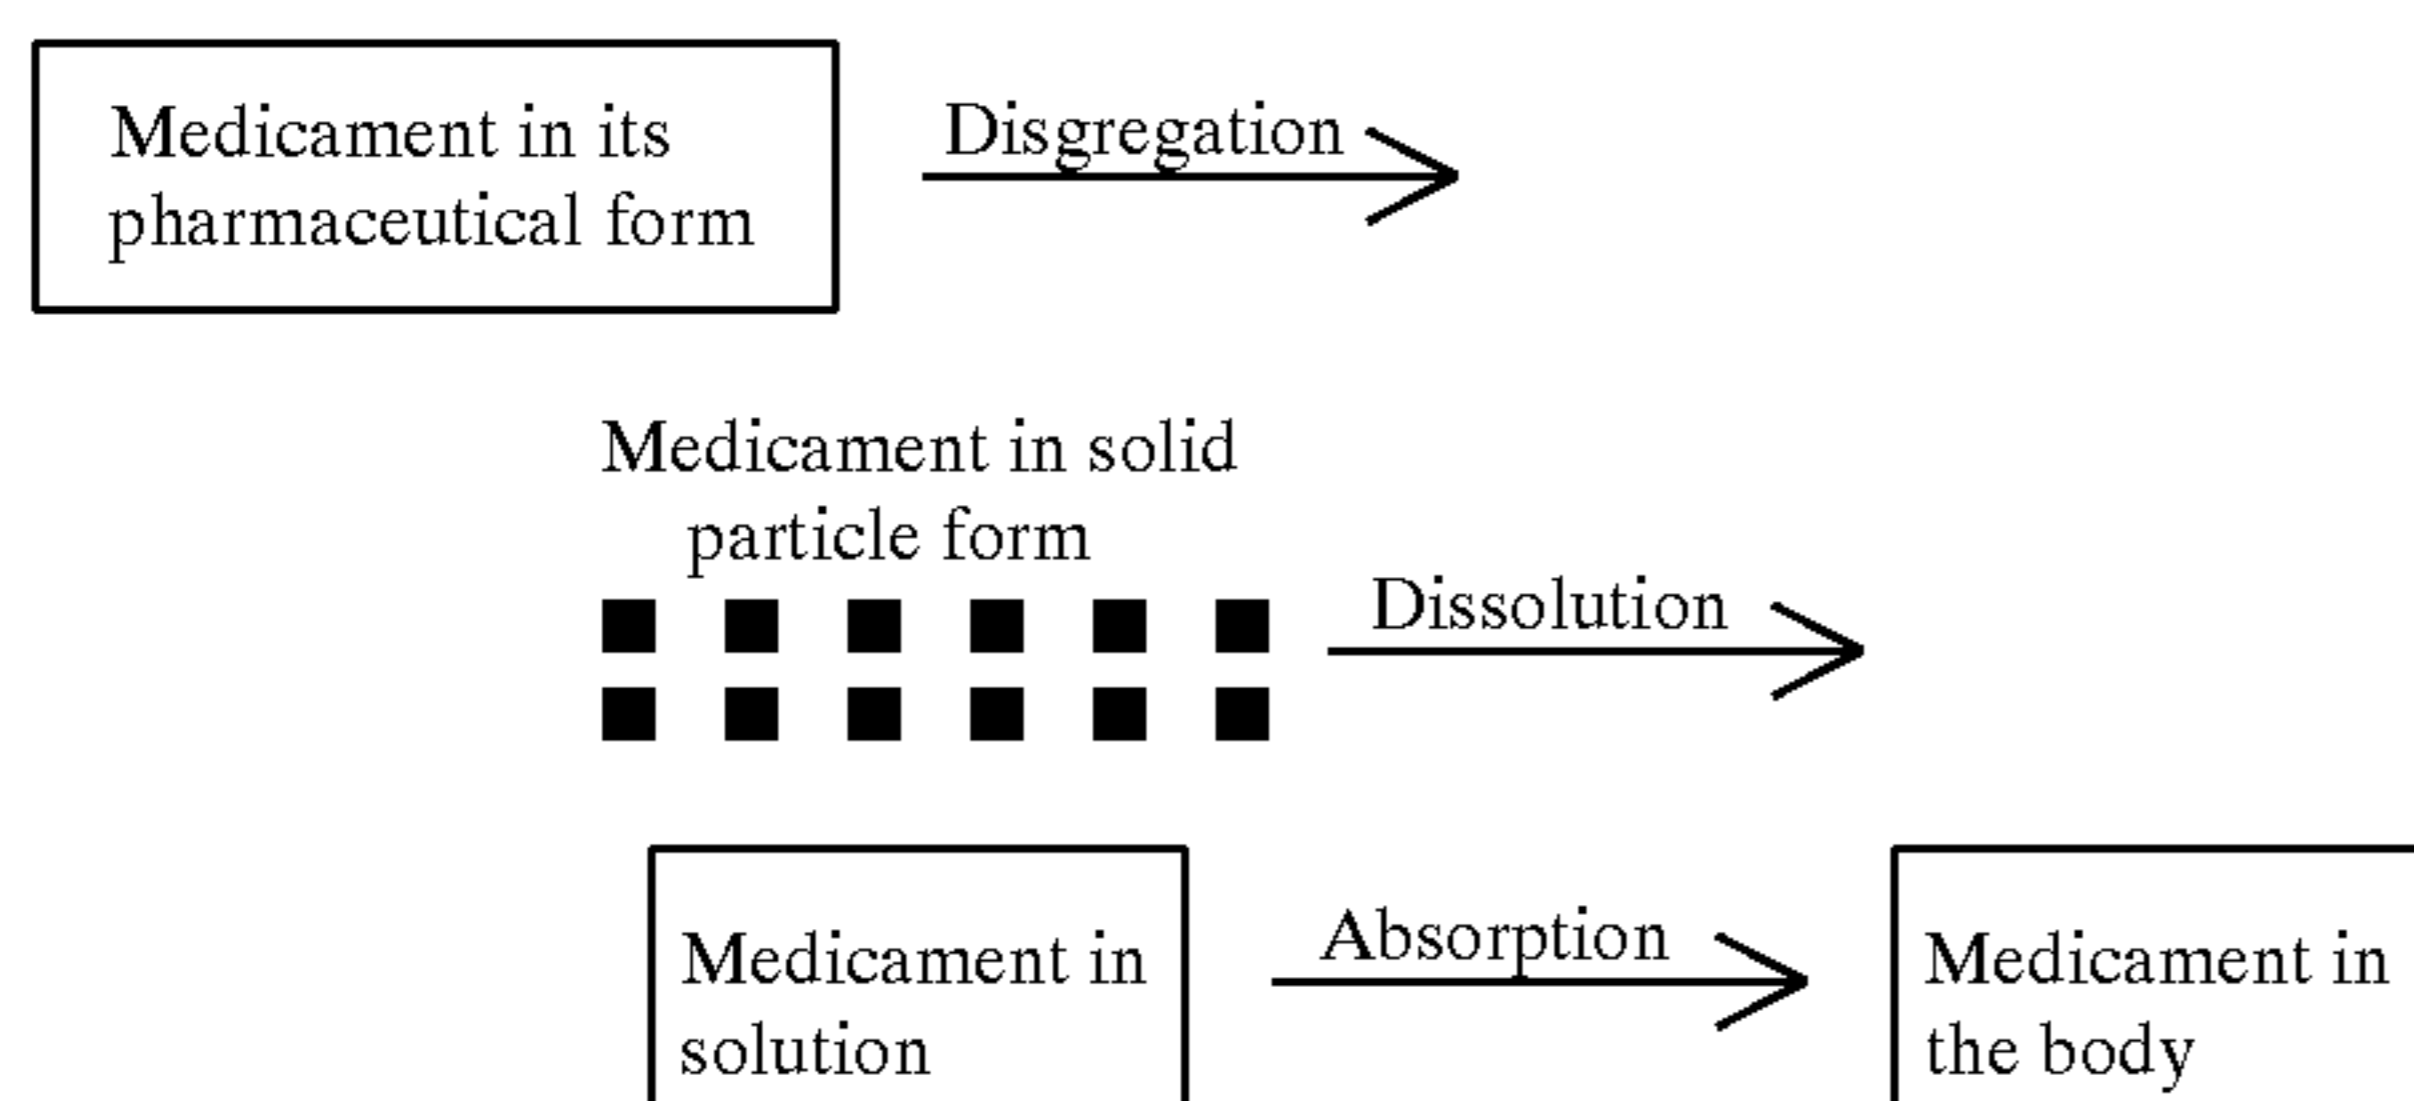 Medicament in its
pharmaceutical form
Disgregation
Medicament in solid
particle form
Dissolution
Medicament in
solution
Absorption
Medicament in
the body